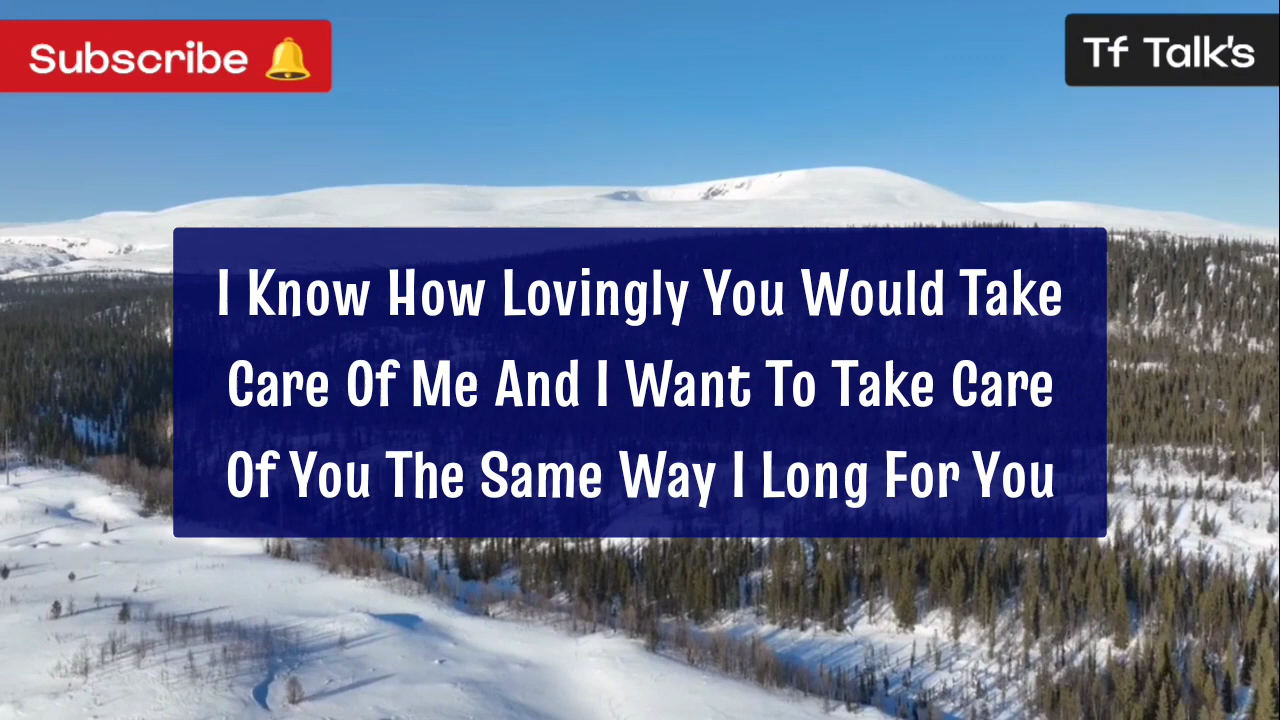 Subscribe 🔔
Tf Talk's
I Know How Lovingly You Would Take
Care Of Me And I Want To Take Care
Of You The Same Way I Long For You